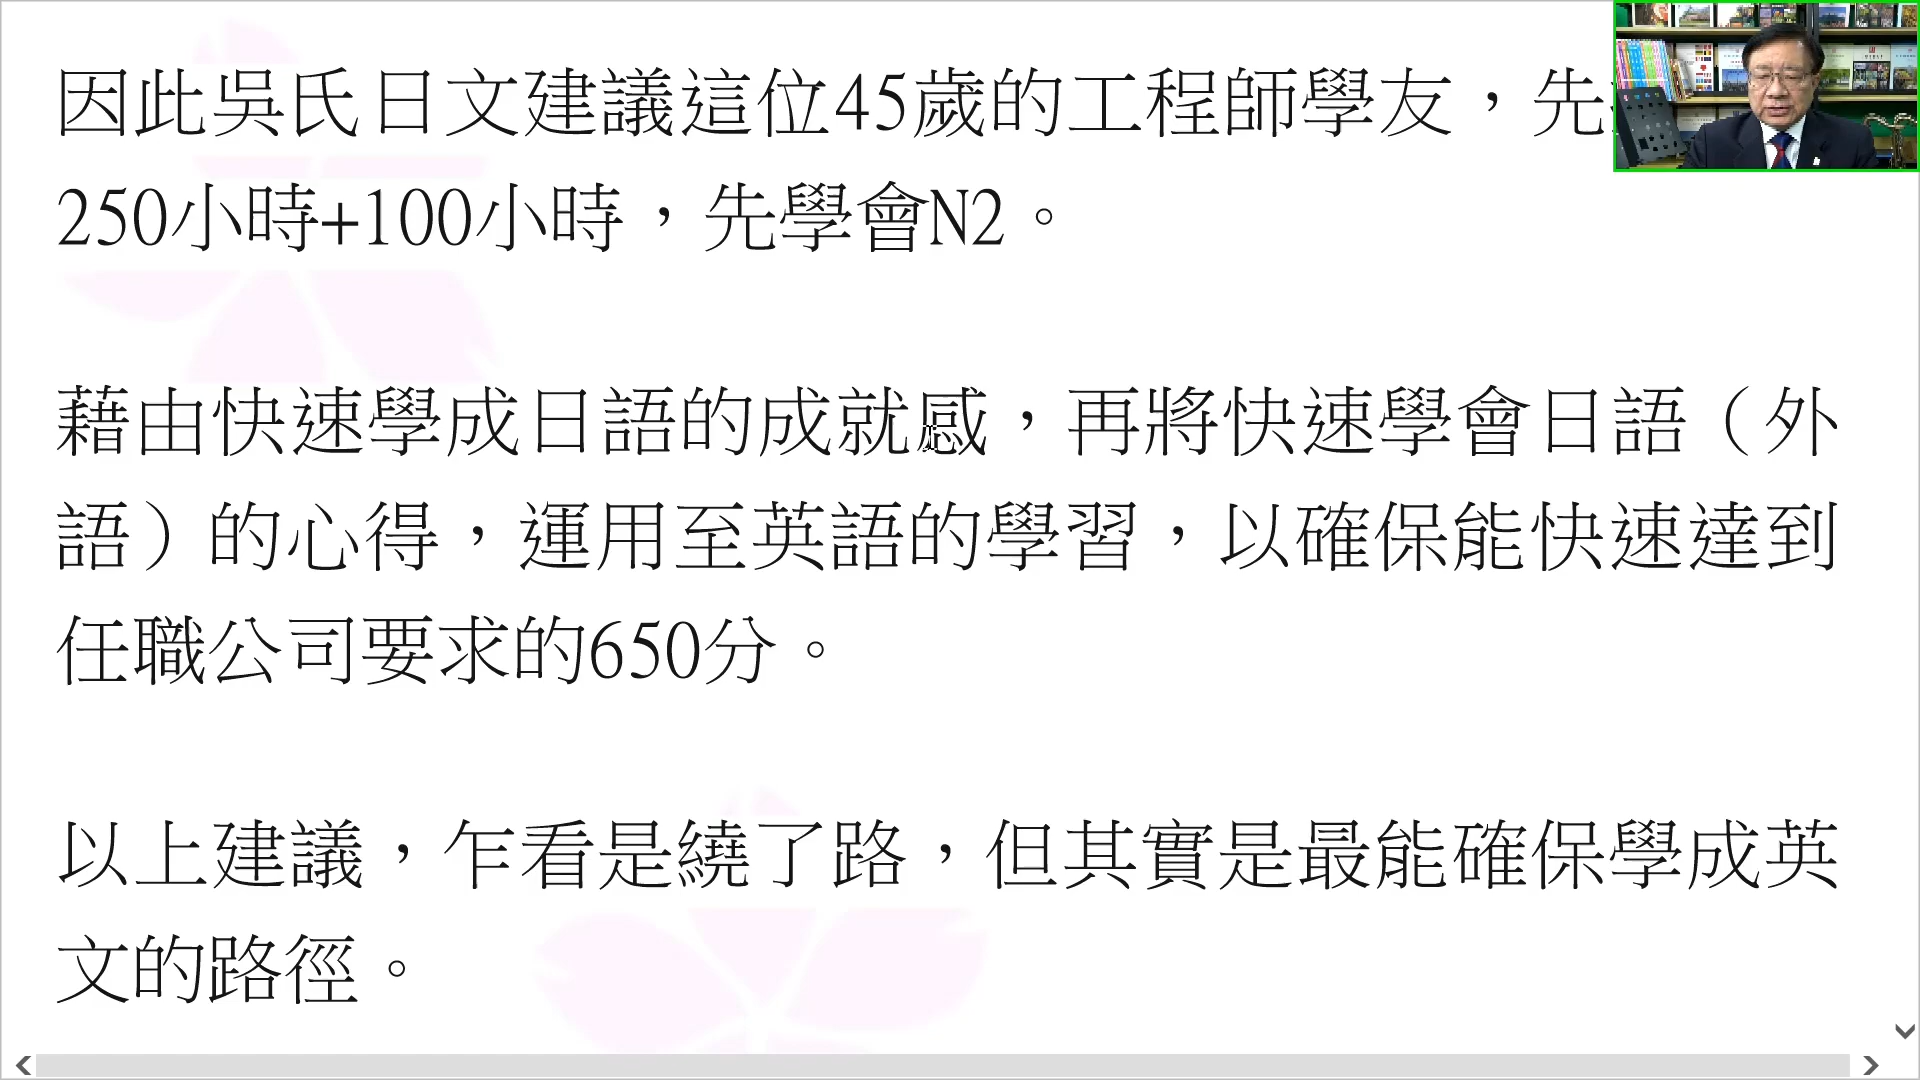 因此吳氏日文建議這位45歲的工程師學友，先
250小時+100小時，先學會N2。
藉由快速學成日語的成就感，再將快速學會日語（外
語）的心得，運用至英語的學習，以確保能快速達到
任職公司要求的650分。
以上建議，乍看是繞了路，但其實是最能確保學成英
文的路徑。